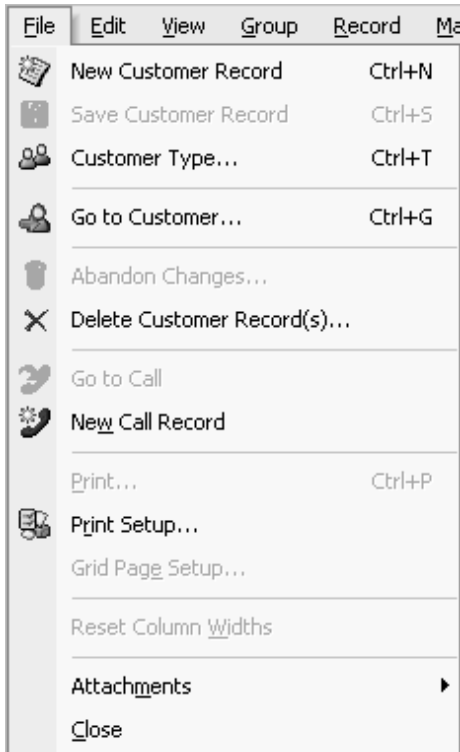 File Edit View Group Record Ma
New Customer Record Ctrl+N
Save Customer Record Ctrl+S
Customer Type... Ctrl+T
Go to Customer... Ctrl+G
Abandon Changes...
Delete Customer Record(s)...
Go to Call
New Call Record
Print... Ctrl+P
Print Setup...
Grid Page Setup...
Reset Column Widths
Attachments
Close